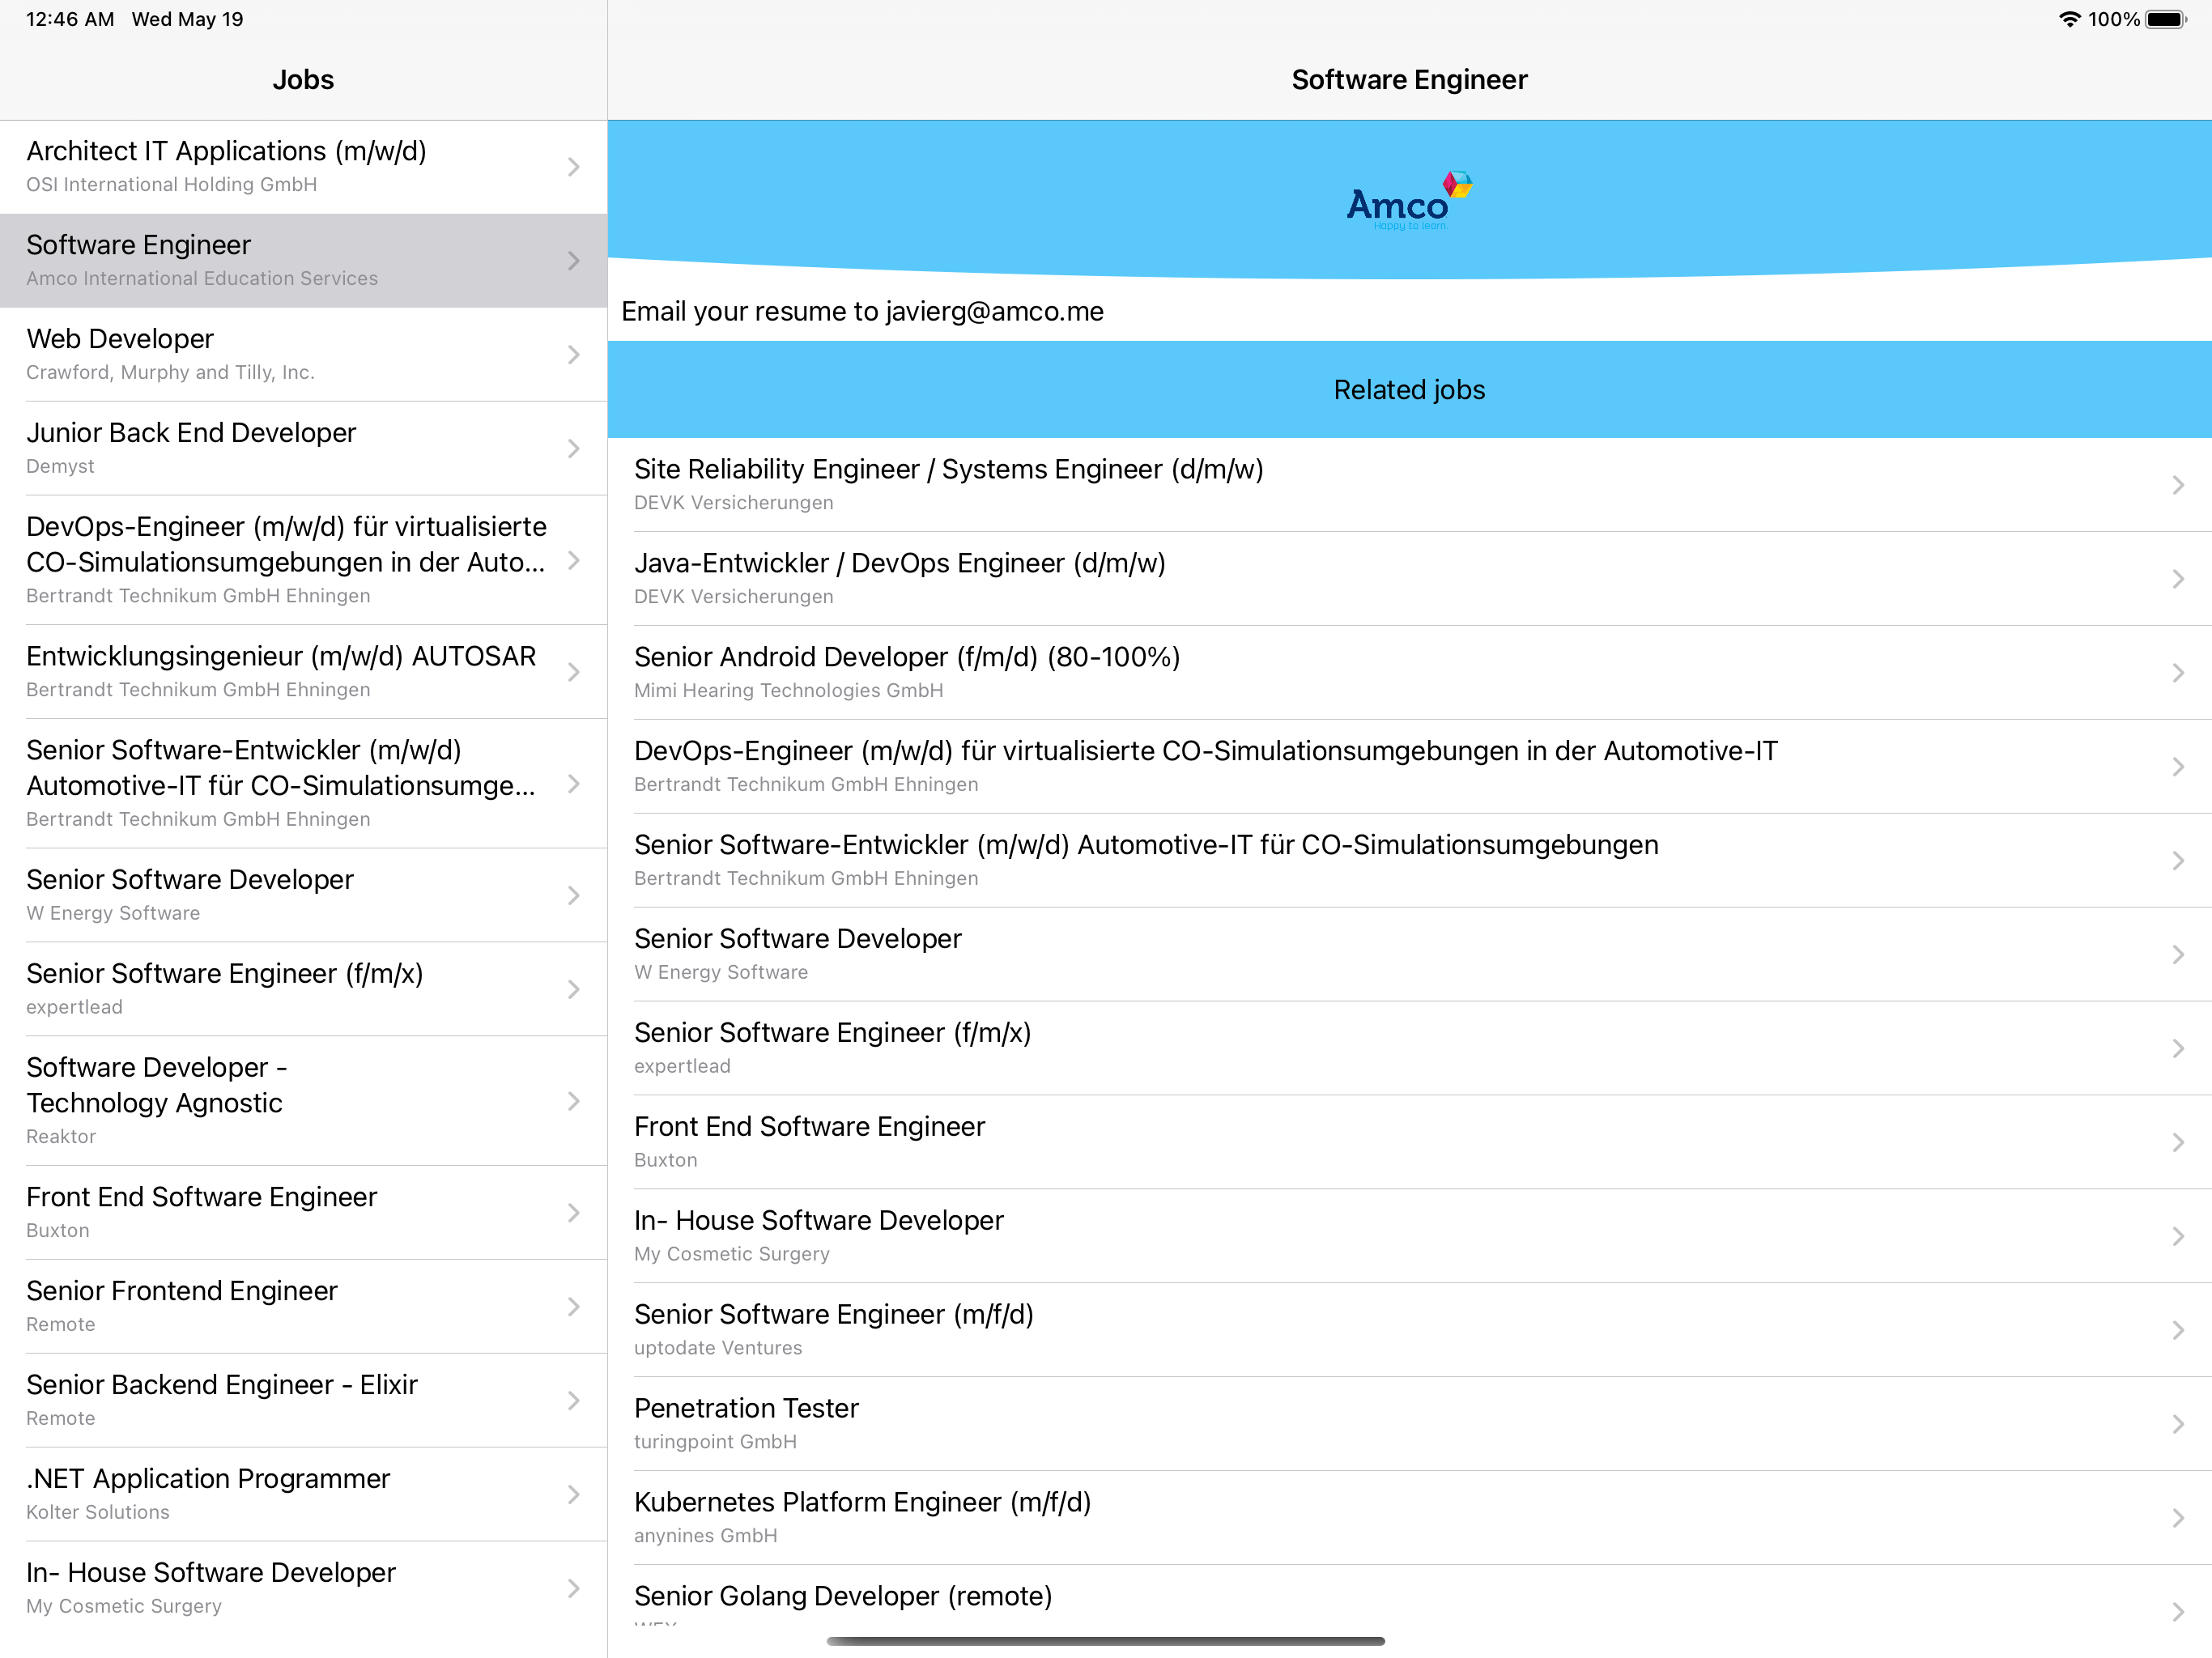 12:46 AM Wed May 19
100%
Jobs
Architect IT Applications (m/w/d)
OSI International Holding GmbH
Software Engineer
Amco International Education Services
Web Developer
Crawford, Murphy and Tilly, Inc.
Junior Back End Developer
Demyst
DevOps-Engineer (m/w/d) für virtualisierte
CO-Simulationsumgebungen in der Auto...
Bertrandt Technikum GmbH Ehningen
Entwicklungsingenieur (m/w/d) AUTOSAR
Bertrandt Technikum GmbH Ehningen
Senior Software-Entwickler (m/w/d)
Automotive-IT für CO-Simulationsumge...
Bertrandt Technikum GmbH Ehningen
Senior Software Developer
W Energy Software
Senior Software Engineer (f/m/x)
expertlead
Software Developer -
Technology Agnostic
Reaktor
Front End Software Engineer
Buxton
Senior Frontend Engineer
Remote
Senior Backend Engineer - Elixir
Remote
.NET Application Programmer
Kolter Solutions
In- House Software Developer
My Cosmetic Surgery
Software Engineer
Amco
Happy to learn.
Email your resume to javierg@amco.me
Related jobs
Site Reliability Engineer / Systems Engineer (d/m/w)
DEVK Versicherungen
Java-Entwickler / DevOps Engineer (d/m/w)
DEVK Versicherungen
Senior Android Developer (f/m/d) (80-100%)
Mimi Hearing Technologies GmbH
DevOps-Engineer (m/w/d) für virtualisierte CO-Simulationsumgebungen in der Automotive-IT
Bertrandt Technikum GmbH Ehningen
Senior Software-Entwickler (m/w/d) Automotive-IT für CO-Simulationsumgebungen
Bertrandt Technikum GmbH Ehningen
Senior Software Developer
W Energy Software
Senior Software Engineer (f/m/x)
expertlead
Front End Software Engineer
Buxton
In- House Software Developer
My Cosmetic Surgery
Senior Software Engineer (m/f/d)
uptodate Ventures
Penetration Tester
turingpoint GmbH
Kubernetes Platform Engineer (m/f/d)
anynines GmbH
Senior Golang Developer (remote)